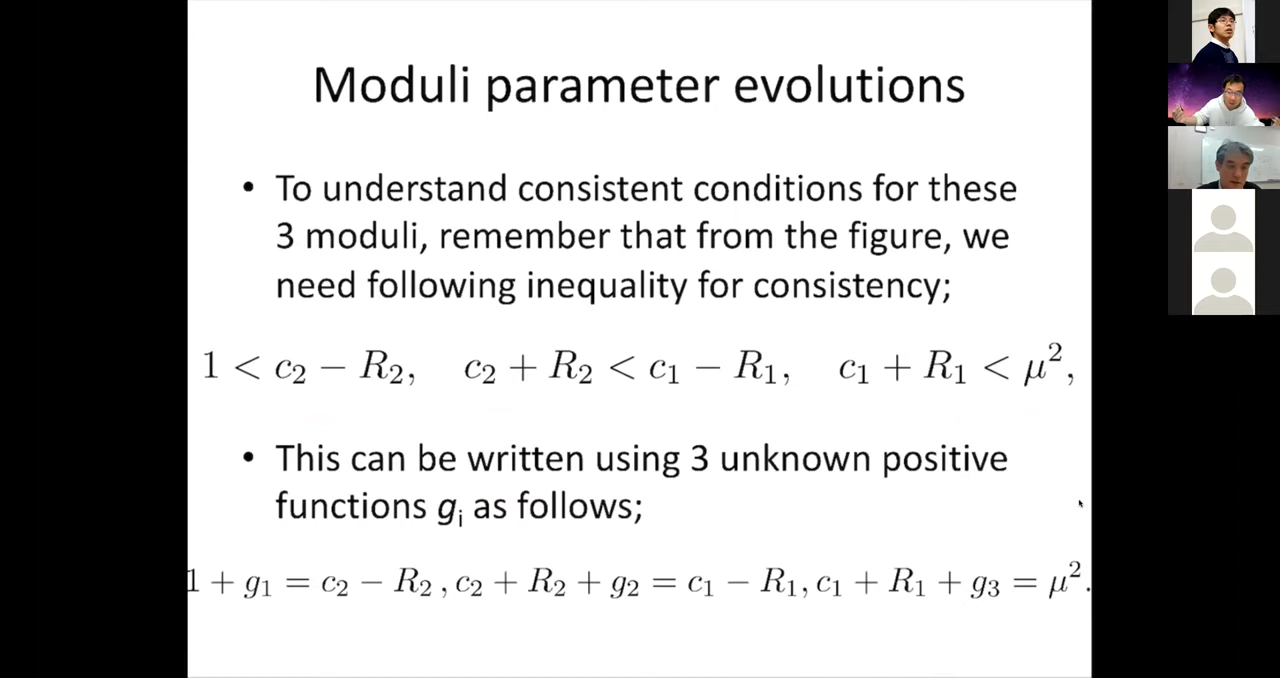 Moduli parameter evolutions
• To understand consistent conditions for these
3 moduli, remember that from the figure, we
need following inequality for consistency;
1 < c₂ − R₂, c₂ + R₂ < c₁ − R₁, c₁ + R₁ < μ²,
• This can be written using 3 unknown positive
functions gᵢ as follows;
1 + g₁ = c₂ − R₂ , c₂ + R₂ + g₂ = c₁ − R₁, c₁ + R₁ + g₃ = μ².